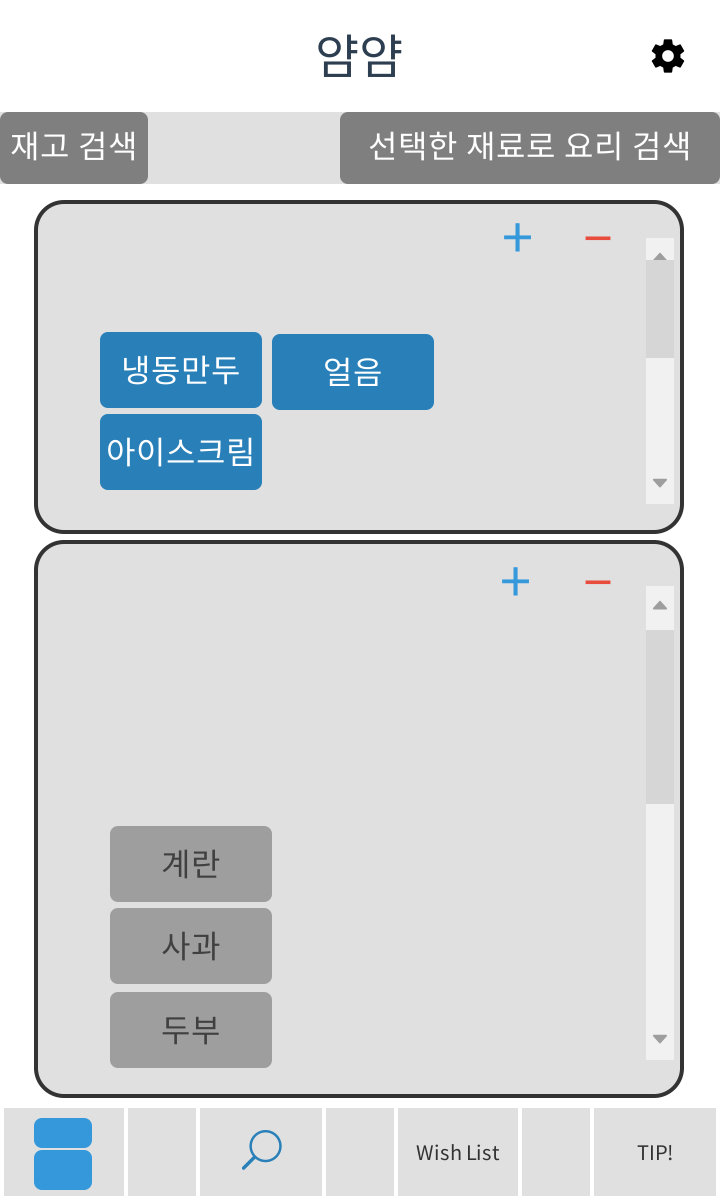 얌얌
재고 검색
선택한 재료로 요리 검색
냉동만두
얼음
아이스크림
계란
사과
두부
Wish List
TIP!